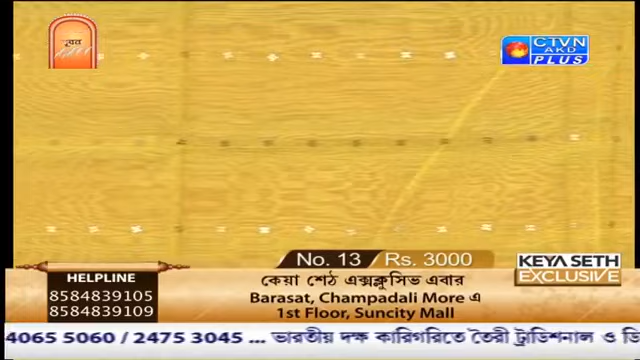 CTVN
AKD
PLUS
No. 13
Rs. 3000
KEYA SETH
EXCLUSIVE
HELPLINE
8584839105
8584839109
কেয়া শেঠ এক্সক্লুসিভ এবার
Barasat, Champadali More এ
1st Floor, Suncity Mall
4065 5060 / 2475 3045 ... ভারতীয় দক্ষ কারিগরিতে তৈরী ট্রাডিশনাল ও